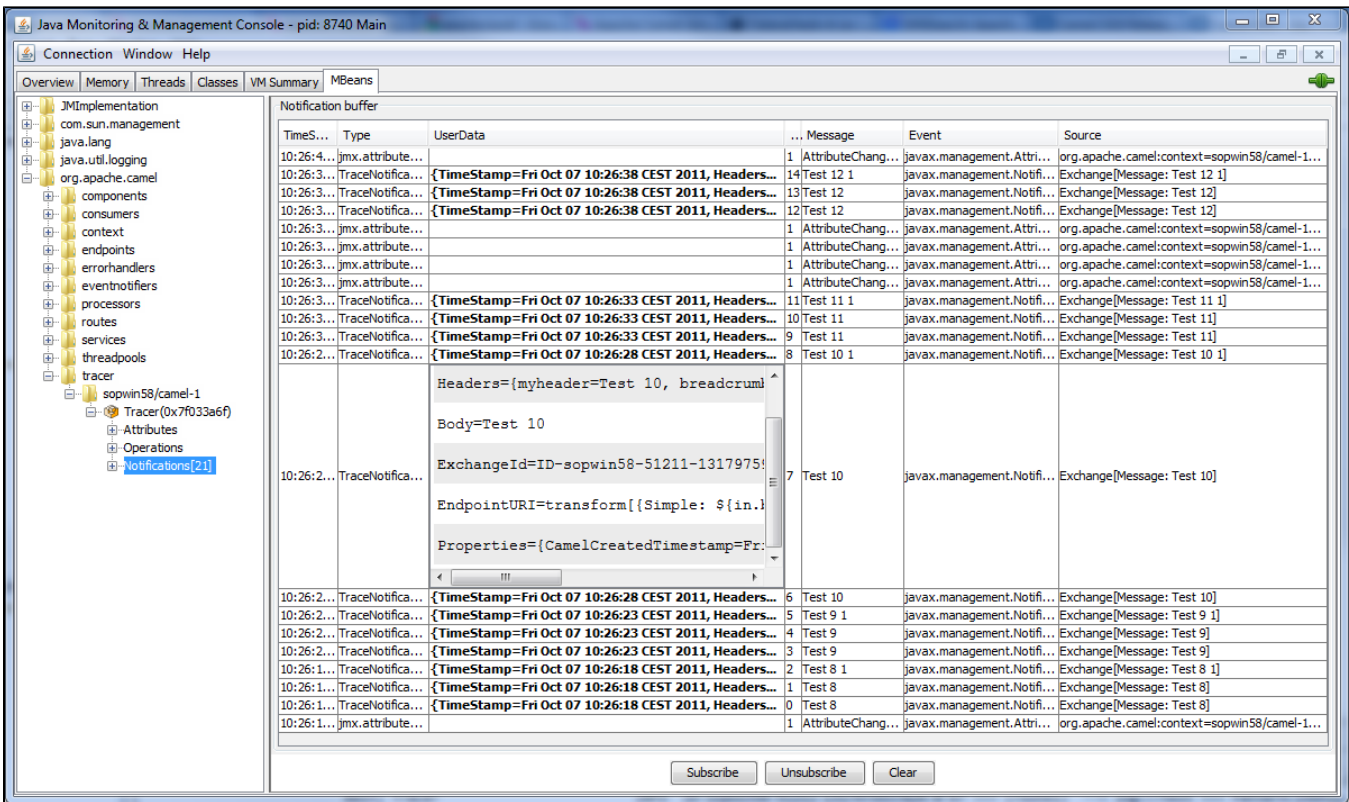 Java Monitoring & Management Console - pid: 8740 Main
Connection Window Help
Overview Memory Threads Classes VM Summary MBeans
JMImplementation
com.sun.management
java.lang
java.util.logging
org.apache.camel
components
consumers
context
endpoints
errorhandlers
eventnotifiers
processors
routes
services
threadpools
tracer
sopwin58/camel-1
Tracer(0x7f033a6f)
Attributes
Operations
Notifications[21]
Notification buffer
TimeS... Type UserData ... Message Event Source
10:26:4... jmx.attribute... 1 AttributeChang... javax.management.Attri... org.apache.camel:context=sopwin58/camel-1...
10:26:3... TraceNotifica... {TimeStamp=Fri Oct 07 10:26:38 CEST 2011, Headers... 14 Test 12 1 javax.management.Notifi... Exchange[Message: Test 12 1]
10:26:3... TraceNotifica... {TimeStamp=Fri Oct 07 10:26:38 CEST 2011, Headers... 13 Test 12 javax.management.Notifi... Exchange[Message: Test 12]
10:26:3... TraceNotifica... {TimeStamp=Fri Oct 07 10:26:38 CEST 2011, Headers... 12 Test 12 javax.management.Notifi... Exchange[Message: Test 12]
10:26:3... jmx.attribute... 1 AttributeChang... javax.management.Attri... org.apache.camel:context=sopwin58/camel-1...
10:26:3... jmx.attribute... 1 AttributeChang... javax.management.Attri... org.apache.camel:context=sopwin58/camel-1...
10:26:3... jmx.attribute... 1 AttributeChang... javax.management.Attri... org.apache.camel:context=sopwin58/camel-1...
10:26:3... jmx.attribute... 1 AttributeChang... javax.management.Attri... org.apache.camel:context=sopwin58/camel-1...
10:26:3... TraceNotifica... {TimeStamp=Fri Oct 07 10:26:33 CEST 2011, Headers... 11 Test 11 1 javax.management.Notifi... Exchange[Message: Test 11 1]
10:26:3... TraceNotifica... {TimeStamp=Fri Oct 07 10:26:33 CEST 2011, Headers... 10 Test 11 javax.management.Notifi... Exchange[Message: Test 11]
10:26:3... TraceNotifica... {TimeStamp=Fri Oct 07 10:26:33 CEST 2011, Headers... 9 Test 11 javax.management.Notifi... Exchange[Message: Test 11]
10:26:2... TraceNotifica... {TimeStamp=Fri Oct 07 10:26:28 CEST 2011, Headers... 8 Test 10 1 javax.management.Notifi... Exchange[Message: Test 10 1]
Headers={myheader=Test 10, breadcrumb
Body=Test 10
ExchangeId=ID-sopwin58-51211-1317975
10:26:2... TraceNotifica... 7 Test 10 javax.management.Notifi... Exchange[Message: Test 10]
EndpointURI=transform[{Simple: ${in.
Properties={CamelCreatedTimestamp=Fr
10:26:2... TraceNotifica... {TimeStamp=Fri Oct 07 10:26:28 CEST 2011, Headers... 6 Test 10 javax.management.Notifi... Exchange[Message: Test 10]
10:26:2... TraceNotifica... {TimeStamp=Fri Oct 07 10:26:23 CEST 2011, Headers... 5 Test 9 1 javax.management.Notifi... Exchange[Message: Test 9 1]
10:26:2... TraceNotifica... {TimeStamp=Fri Oct 07 10:26:23 CEST 2011, Headers... 4 Test 9 javax.management.Notifi... Exchange[Message: Test 9]
10:26:2... TraceNotifica... {TimeStamp=Fri Oct 07 10:26:23 CEST 2011, Headers... 3 Test 9 javax.management.Notifi... Exchange[Message: Test 9]
10:26:1... TraceNotifica... {TimeStamp=Fri Oct 07 10:26:18 CEST 2011, Headers... 2 Test 8 1 javax.management.Notifi... Exchange[Message: Test 8 1]
10:26:1... TraceNotifica... {TimeStamp=Fri Oct 07 10:26:18 CEST 2011, Headers... 1 Test 8 javax.management.Notifi... Exchange[Message: Test 8]
10:26:1... TraceNotifica... {TimeStamp=Fri Oct 07 10:26:18 CEST 2011, Headers... 0 Test 8 javax.management.Notifi... Exchange[Message: Test 8]
10:26:1... jmx.attribute... 1 AttributeChang... javax.management.Attri... org.apache.camel:context=sopwin58/camel-1...
Subscribe Unsubscribe Clear